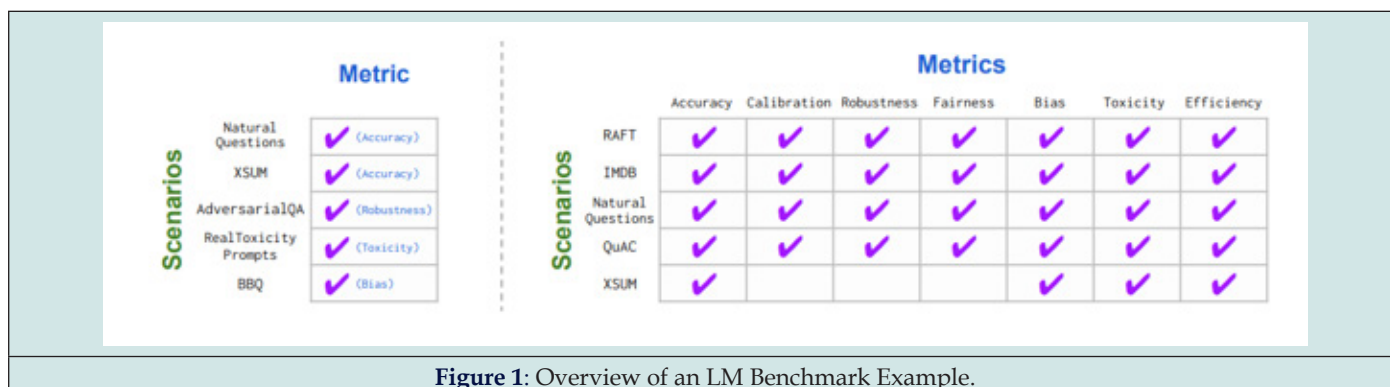 Metric
Scenarios
Natural
Questions
(Accuracy)
XSUM
(Accuracy)
AdversarialQA
(Robustness)
RealToxicity
Prompts
(Toxicity)
BBQ
(Bias)
Metrics
Accuracy Calibration Robustness Fairness Bias Toxicity Efficiency
Scenarios
RAFT
IMDB
Natural
Questions
QuAC
XSUM
Figure 1: Overview of an LM Benchmark Example.